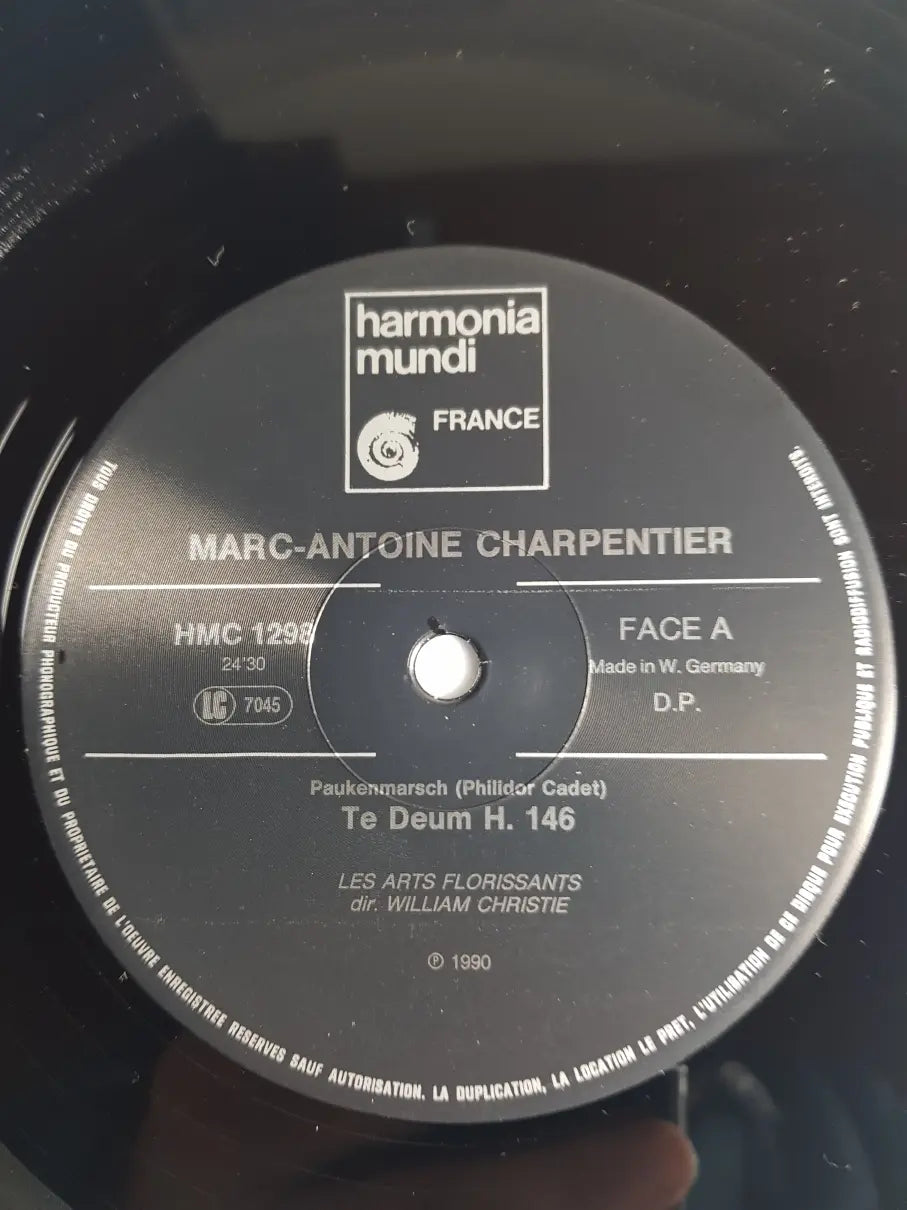 harmonia
mundi
FRANCE
MARC-ANTOINE CHARPENTIER
HMC 1298
24'30
LC 7045
FACE A
Made in W. Germany
D.P.
Paukenmarsch (Philidor Cadet)
Te Deum H. 146
LES ARTS FLORISSANTS
dir. WILLIAM CHRISTIE
℗ 1990
TOUS DROITS DU PRODUCTEUR PHONOGRAPHIQUE ET DU PROPRIETAIRE DE L'OEUVRE ENREGISTREE RESERVES SAUF AUTORISATION, LA DUPLICATION, LA LOCATION LE PRET, L'UTILISATION DE CE DISQUE POUR EXECUTION PUBLIQUE ET RADIODIFFUSION SONT INTERDITS.